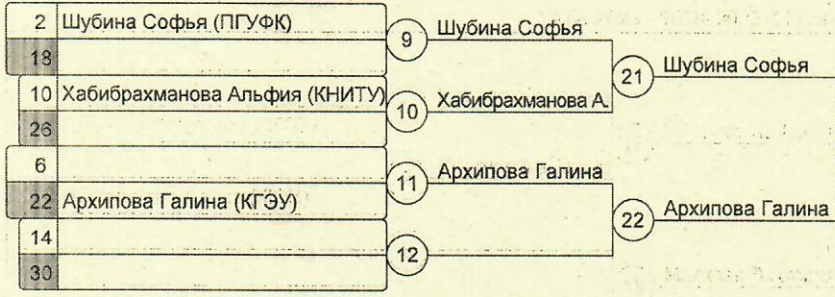 2 Шубина Софья (ПГУФК)
18
9 Шубина Софья
10 Хабибрахманова Альфия (КНИТУ)
26
10 Хабибрахманова А.
21 Шубина Софья
6
22 Архипова Галина (КГЭУ)
11 Архипова Галина
14
30
12
22 Архипова Галина